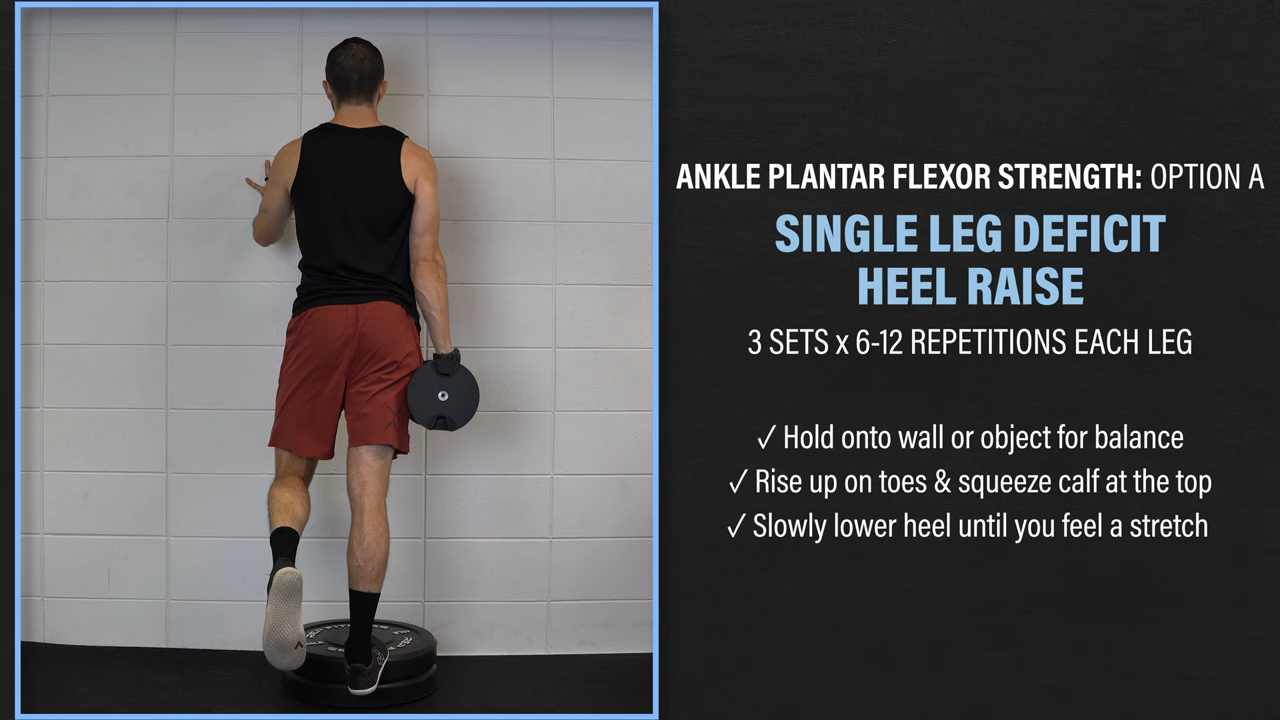 ANKLE PLANTAR FLEXOR STRENGTH: OPTION A
SINGLE LEG DEFICIT
HEEL RAISE
3 SETS x 6-12 REPETITIONS EACH LEG
✓ Hold onto wall or object for balance
✓ Rise up on toes & squeeze calf at the top
✓ Slowly lower heel until you feel a stretch